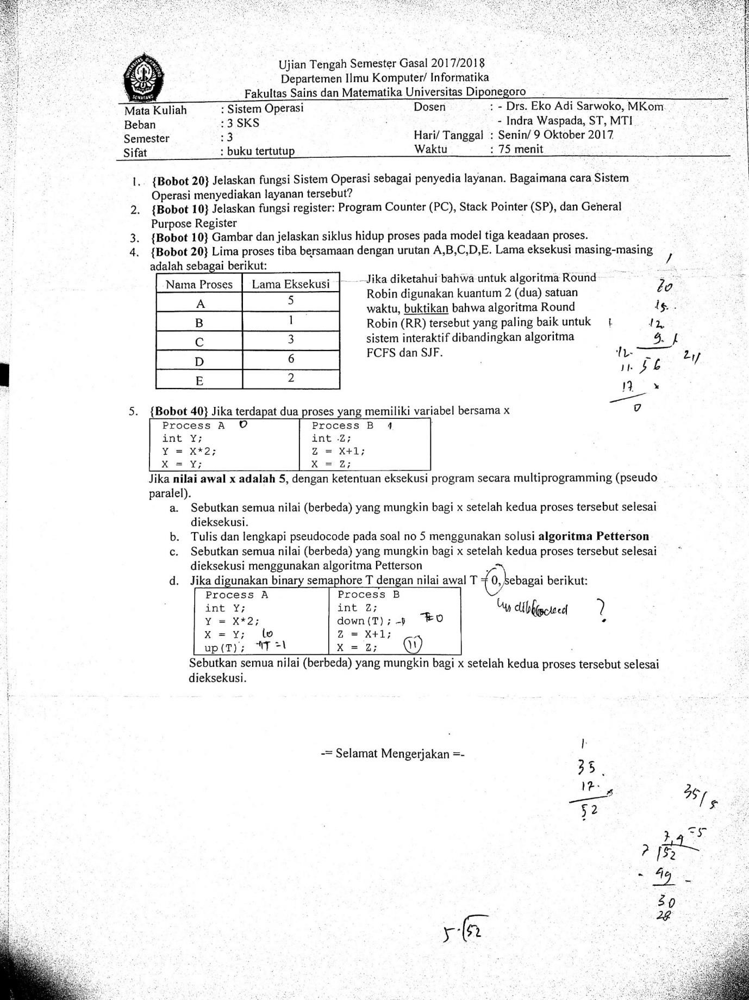 UNIVERSITAS DIPONEGORO
SEMARANG
Ujian Tengah Semester Gasal 2017/2018
Departemen Ilmu Komputer/ Informatika
Fakultas Sains dan Matematika Universitas Diponegoro
Mata Kuliah : Sistem Operasi Dosen : - Drs. Eko Adi Sarwoko, MKom
Beban : 3 SKS - Indra Waspada, ST, MTI
Semester : 3 Hari/ Tanggal : Senin/ 9 Oktober 2017
Sifat : buku tertutup Waktu : 75 menit
1. {Bobot 20} Jelaskan fungsi Sistem Operasi sebagai penyedia layanan. Bagaimana cara Sistem
Operasi menyediakan layanan tersebut?
2. {Bobot 10} Jelaskan fungsi register: Program Counter (PC), Stack Pointer (SP), dan General
Purpose Register
3. {Bobot 10} Gambar dan jelaskan siklus hidup proses pada model tiga keadaan proses.
4. {Bobot 20} Lima proses tiba bersamaan dengan urutan A,B,C,D,E. Lama eksekusi masing-masing
adalah sebagai berikut:
Nama Proses Lama Eksekusi
A 5
B 1
C 3
D 6
E 2
Jika diketahui bahwa untuk algoritma Round
Robin digunakan kuantum 2 (dua) satuan
waktu, buktikan bahwa algoritma Round
Robin (RR) tersebut yang paling baik untuk
sistem interaktif dibandingkan algoritma
FCFS dan SJF.
20
15.
12
9.
56
12.
11.
17
0
5. {Bobot 40} Jika terdapat dua proses yang memiliki variabel bersama x
Process A 0 Process B 1
int Y; int Z;
Y = X*2; Z = X+1;
X = Y; X = Z;
Jika nilai awal x adalah 5, dengan ketentuan eksekusi program secara multiprogramming (pseudo
paralel).
a. Sebutkan semua nilai (berbeda) yang mungkin bagi x setelah kedua proses tersebut selesai
dieksekusi.
b. Tulis dan lengkapi pseudocode pada soal no 5 menggunakan solusi algoritma Petterson
c. Sebutkan semua nilai (berbeda) yang mungkin bagi x setelah kedua proses tersebut selesai
dieksekusi menggunakan algoritma Petterson
d. Jika digunakan binary semaphore T dengan nilai awal T = 0, sebagai berikut:
Process A Process B
int Y; int Z;
Y = X*2; down(T); 0
X = Y; 10 Z = X+1;
up(T); T=1 X = Z; 11
?
Sebutkan semua nilai (berbeda) yang mungkin bagi x setelah kedua proses tersebut selesai
dieksekusi.
-= Selamat Mengerjakan =-
1
35
17
52
35/5
7,4 =5
7 52
49 -
30
28
5 52